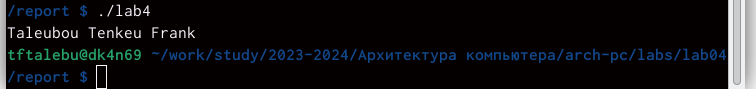 /report $ ./lab4
Taleubou Tenkeu Frank
tftalebu@dk4n69 ~/work/study/2023-2024/Архитектура компьютера/arch-pc/labs/lab04
/report $